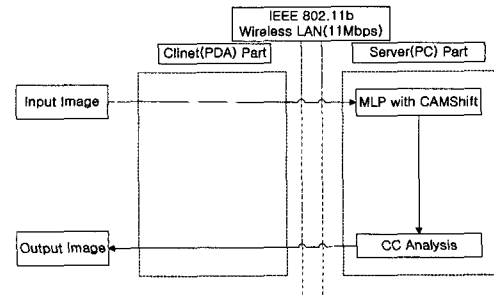 IEEE 802.11b
Wireless LAN(11Mbps)
Clinet(PDA) Part
Server(PC) Part
Input Image
MLP with CAMShift
Output Image
CC Analysis